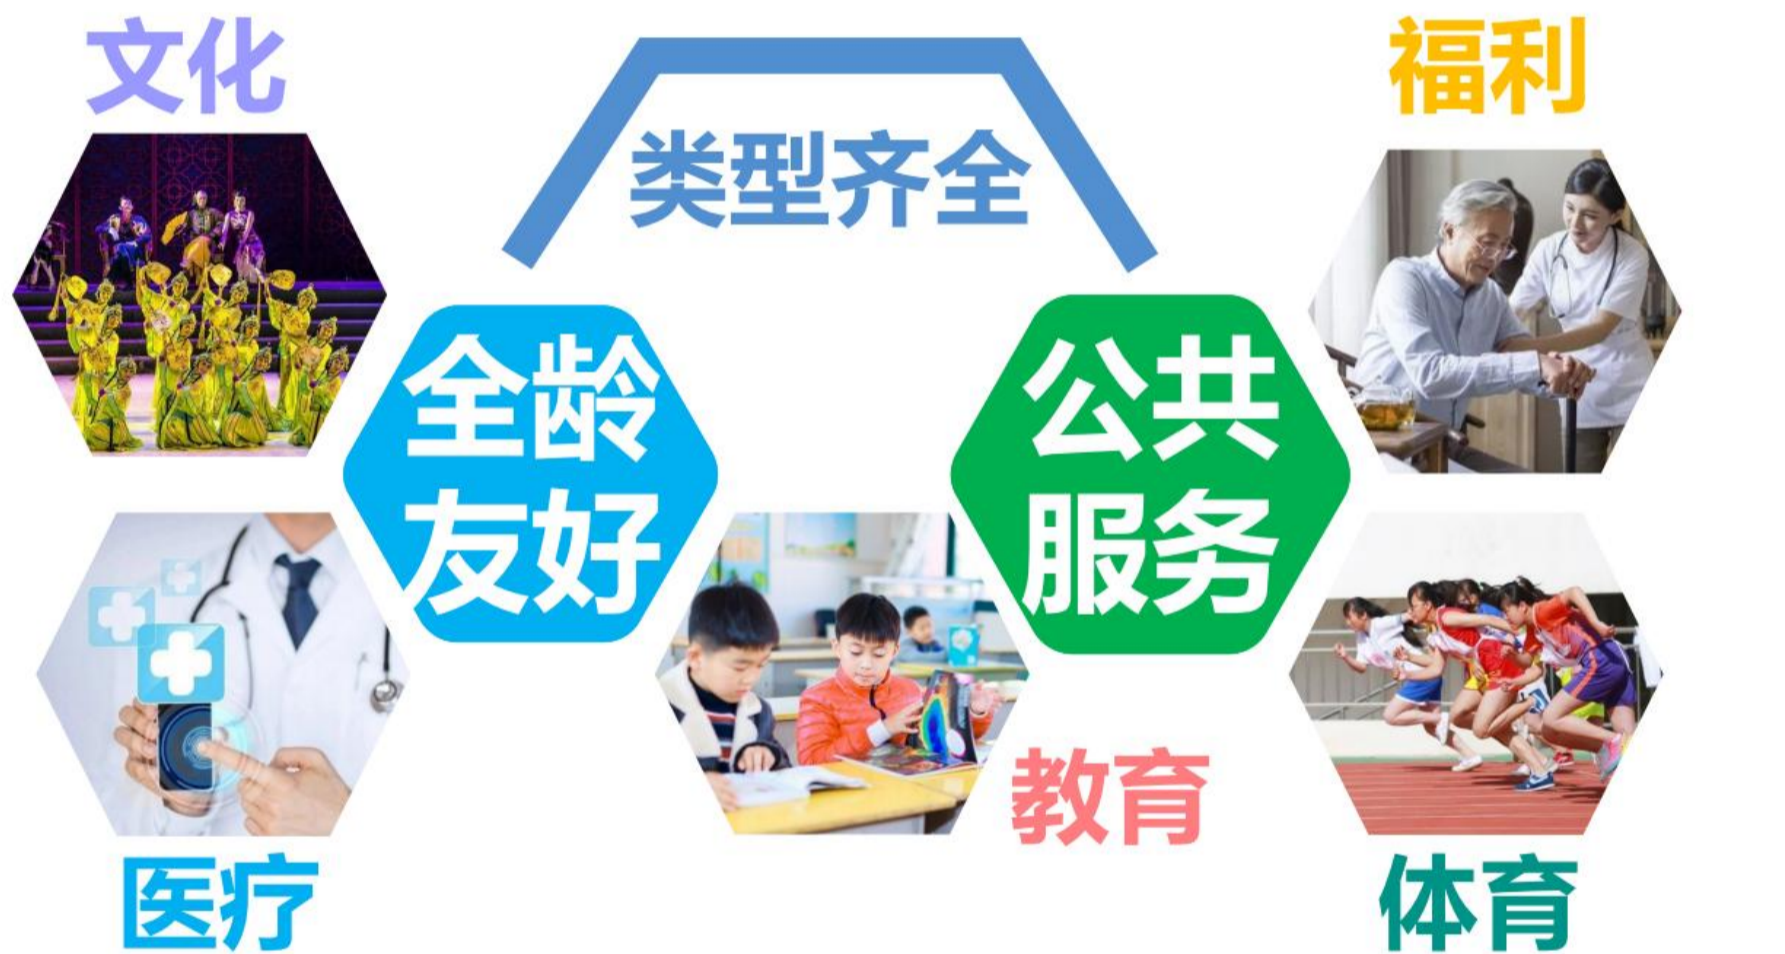 文化
福利
类型齐全
全龄
友好
公共
服务
教育
医疗
体育